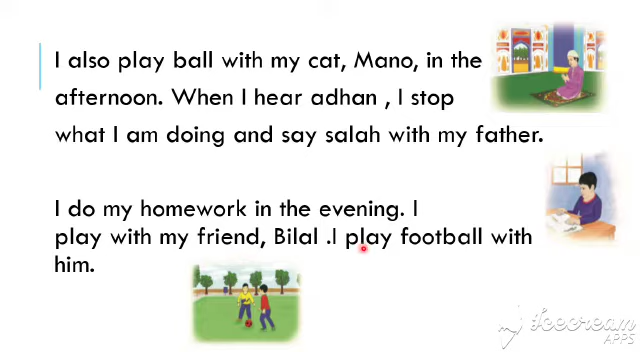 I also play ball with my cat, Mano, in the
afternoon. When I hear adhan , I stop
what I am doing and say salah with my father.
I do my homework in the evening. I
play with my friend, Bilal .I play football with
him.
Icecream
APPS